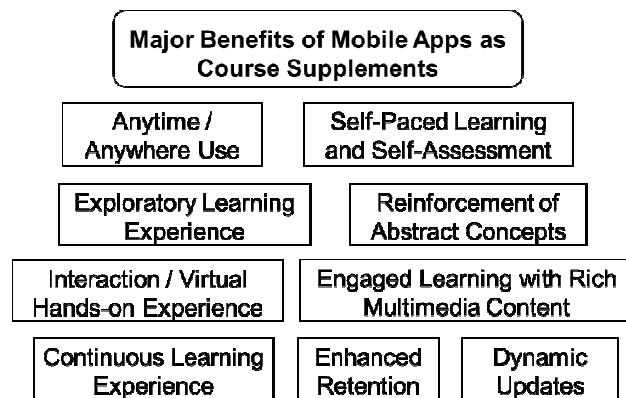 Major Benefits of Mobile Apps as
Course Supplements
Anytime /
Anywhere Use
Self-Paced Learning
and Self-Assessment
Exploratory Learning
Experience
Reinforcement of
Abstract Concepts
Interaction / Virtual
Hands-on Experience
Engaged Learning with Rich
Multimedia Content
Continuous Learning
Experience
Enhanced
Retention
Dynamic
Updates